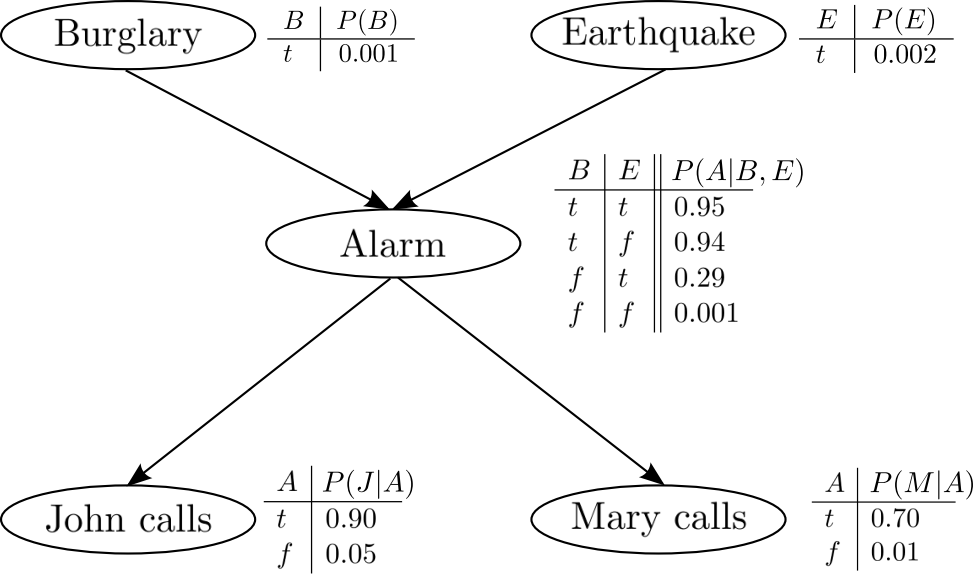 Burglary
B P(B)
t 0.001
Earthquake
E P(E)
t 0.002
Alarm
B E P(A|B, E)
t t 0.95
t f 0.94
f t 0.29
f f 0.001
John calls
A P(J|A)
t 0.90
f 0.05
Mary calls
A P(M|A)
t 0.70
f 0.01